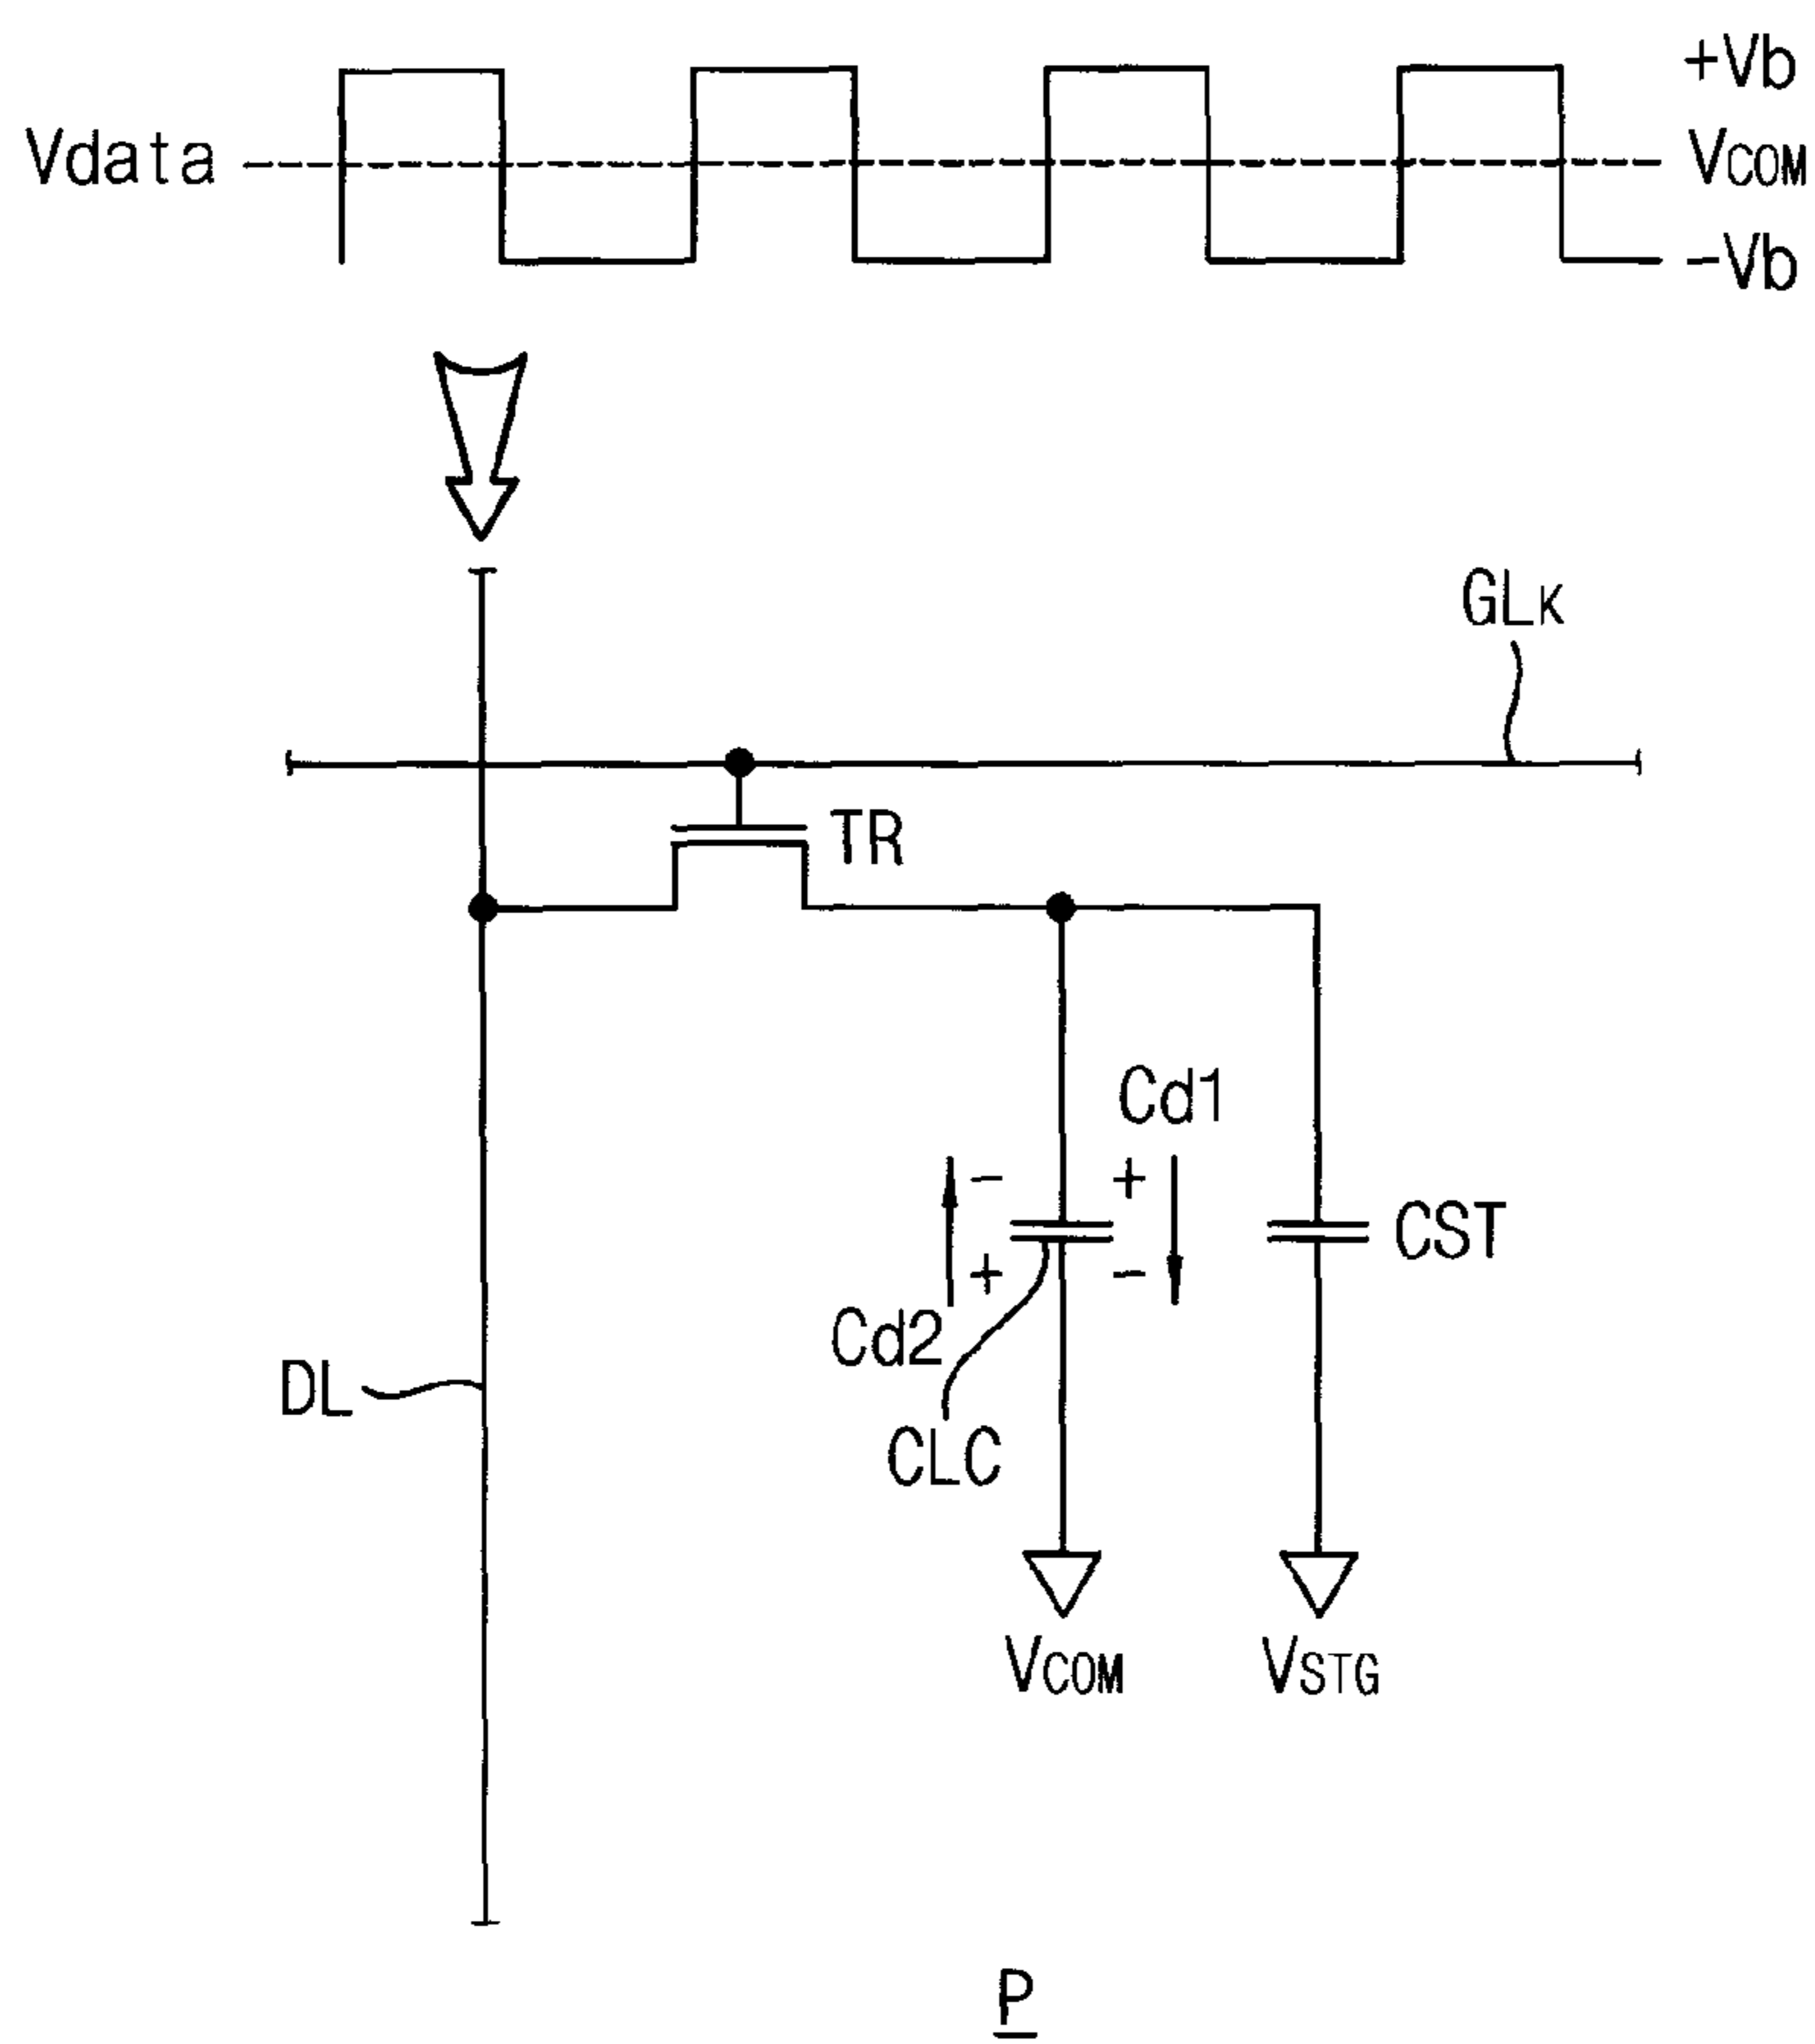 +Vb
Vdata
VCOM
-Vb
GLK
TR
Cd1
- +
CST
+ -
Cd2
DL
CLC
VCOM
VSTG
P